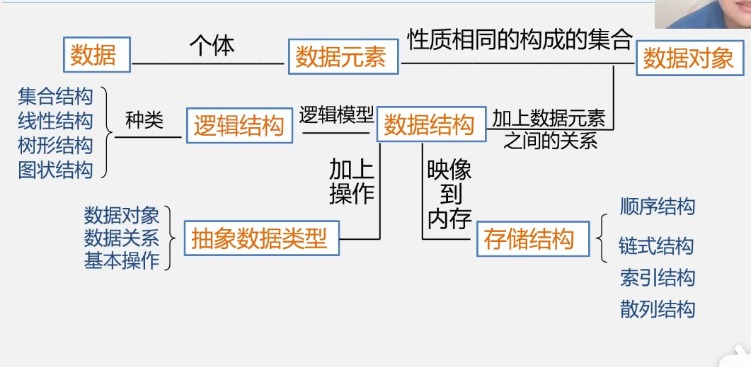 数据
个体
数据元素
性质相同的构成的集合
数据对象
集合结构
线性结构
树形结构
图状结构
种类
逻辑结构
逻辑模型
数据结构
加上数据元素
之间的关系
加上
操作
映像
到
内存
数据对象
数据关系
基本操作
抽象数据类型
存储结构
顺序结构
链式结构
索引结构
散列结构